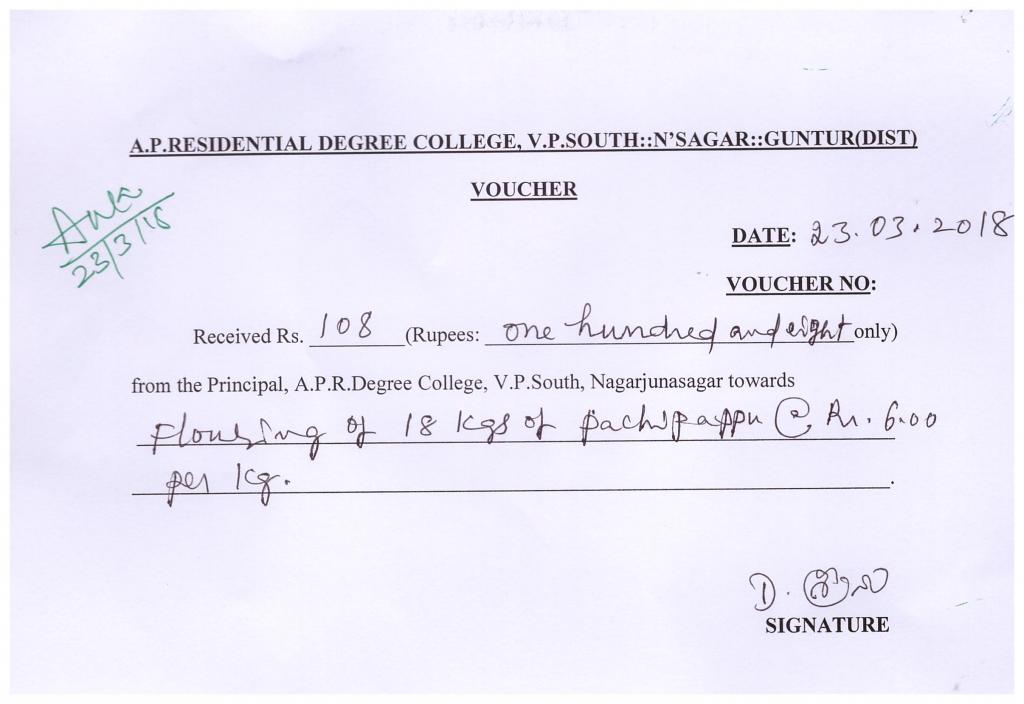 A.P.RESIDENTIAL DEGREE COLLEGE, V.P.SOUTH::N'SAGAR::GUNTUR(DIST)
VOUCHER
23/3/18
DATE: 23.03.2018
VOUCHER NO:
Received Rs. 108 (Rupees: one hundred and eight only)
from the Principal, A.P.R.Degree College, V.P.South, Nagarjunasagar towards
Flouring of 18 kgs of pachipappu @ Rs. 6.00
per kg.
D.
SIGNATURE